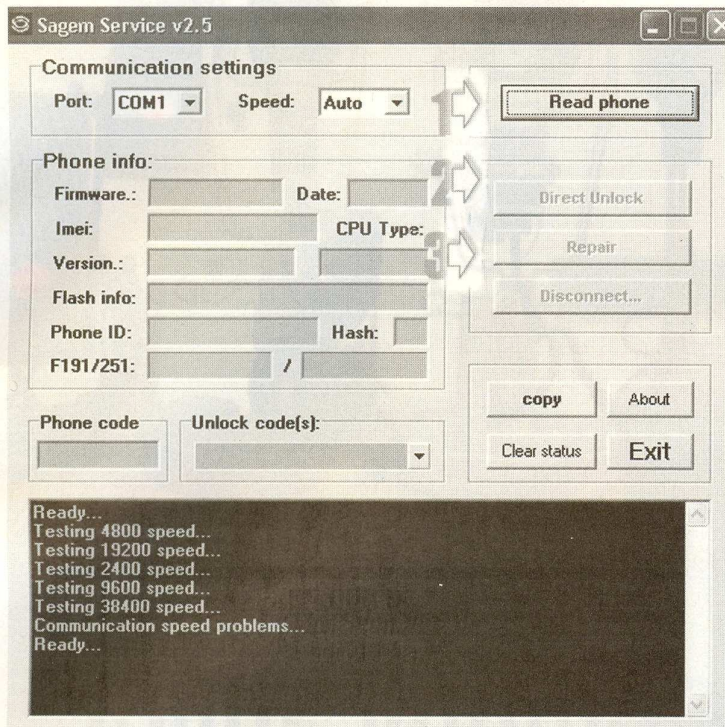 Sagem Service v2.5
Communication settings
Port: COM1 Speed: Auto
1
Read phone
Phone info:
2
Firmware.: Date:
Direct Unlock
Imei: CPU Type:
3
Repair
Version.:
Flash info:
Disconnect...
Phone ID: Hash:
F191/251: /
copy About
Phone code Unlock code(s):
Clear status Exit
Ready...
Testing 4800 speed...
Testing 19200 speed...
Testing 2400 speed...
Testing 9600 speed...
Testing 38400 speed...
Communication speed problems...
Ready...